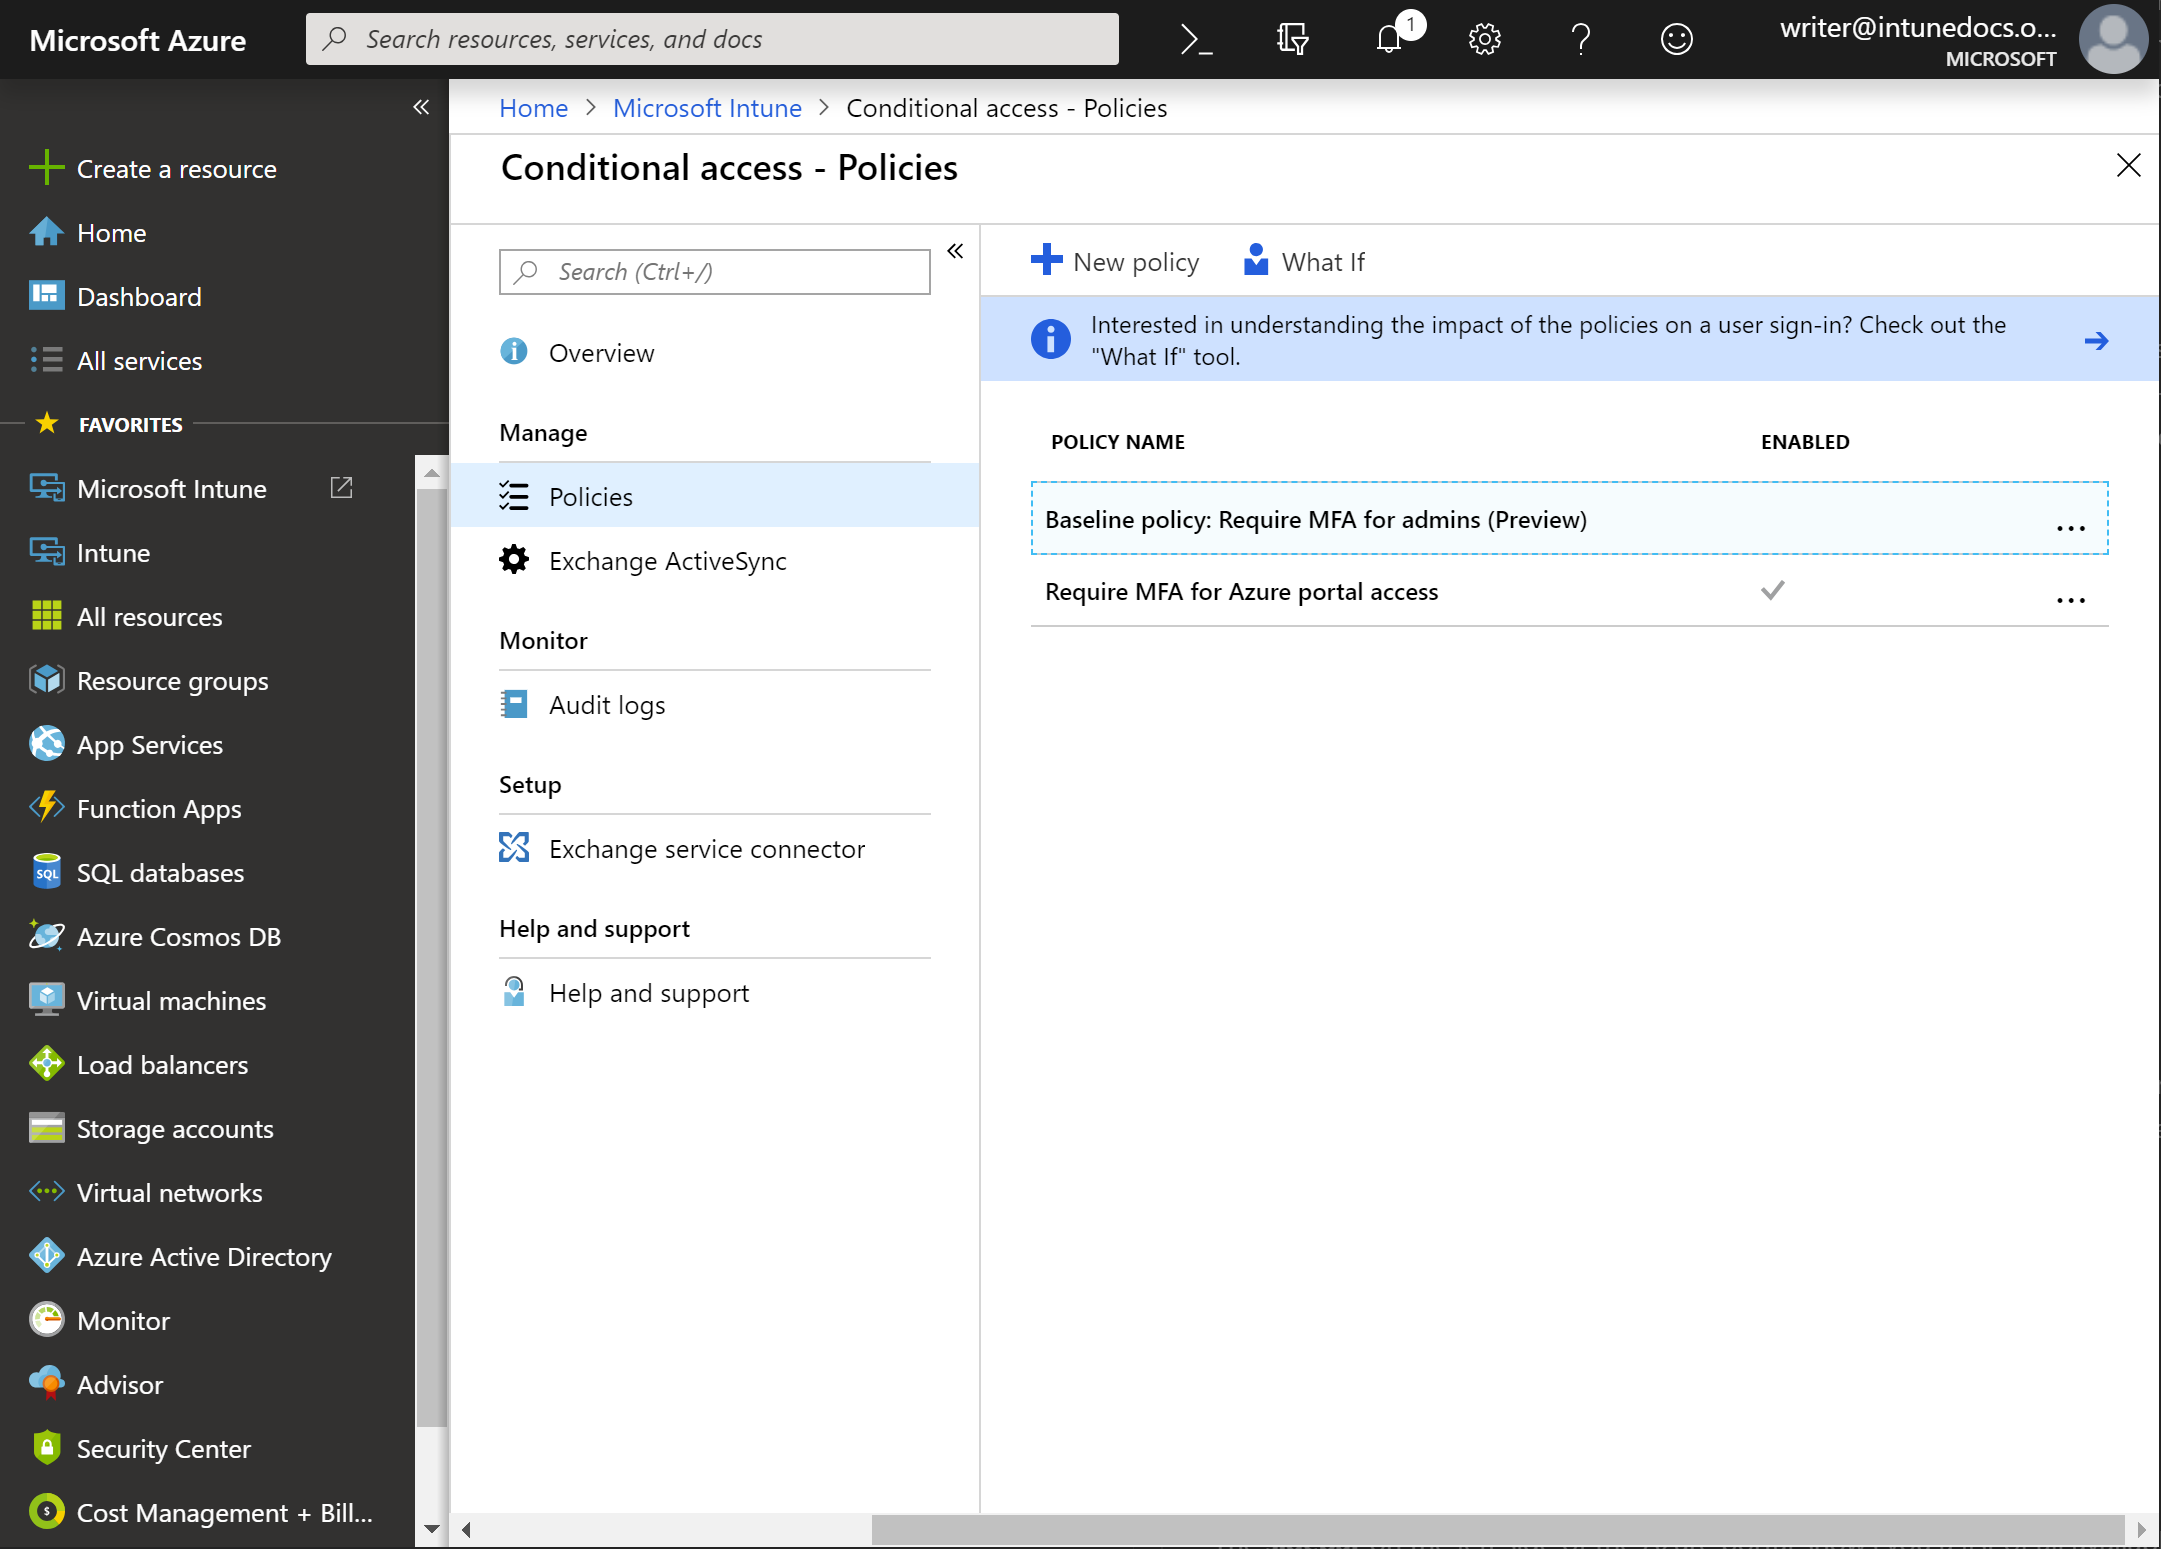 Microsoft Azure
Search resources, services, and docs
1
writer@intunedocs.o...
MICROSOFT
Create a resource
Home
Dashboard
All services
FAVORITES
Microsoft Intune
Intune
All resources
Resource groups
App Services
Function Apps
SQL
SQL databases
Azure Cosmos DB
Virtual machines
Load balancers
Storage accounts
Virtual networks
Azure Active Directory
Monitor
Advisor
Security Center
Cost Management + Bill...
Home > Microsoft Intune > Conditional access - Policies
Conditional access - Policies
Search (Ctrl+/)
Overview
Manage
Policies
Exchange ActiveSync
Monitor
Audit logs
Setup
Exchange service connector
Help and support
Help and support
New policy What If
Interested in understanding the impact of the policies on a user sign-in? Check out the
"What If" tool.
POLICY NAME ENABLED
Baseline policy: Require MFA for admins (Preview) ...
Require MFA for Azure portal access ...